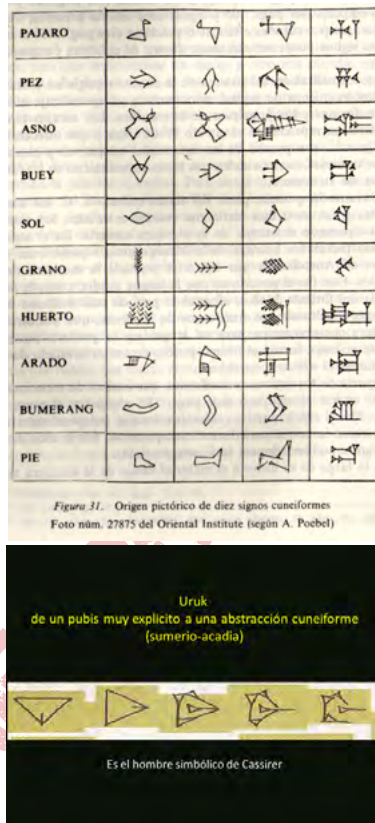 PAJARO
PEZ
ASNO
BUEY
SOL
GRANO
HUERTO
ARADO
BUMERANG
PIE
Figura 31. Origen pictórico de diez signos cuneiformes
Foto núm. 27875 del Oriental Institute (según A. Poebel)
Uruk
de un pubis muy explicito a una abstracción cuneiforme
(sumerio-acadia)
Es el hombre simbólico de Cassirer